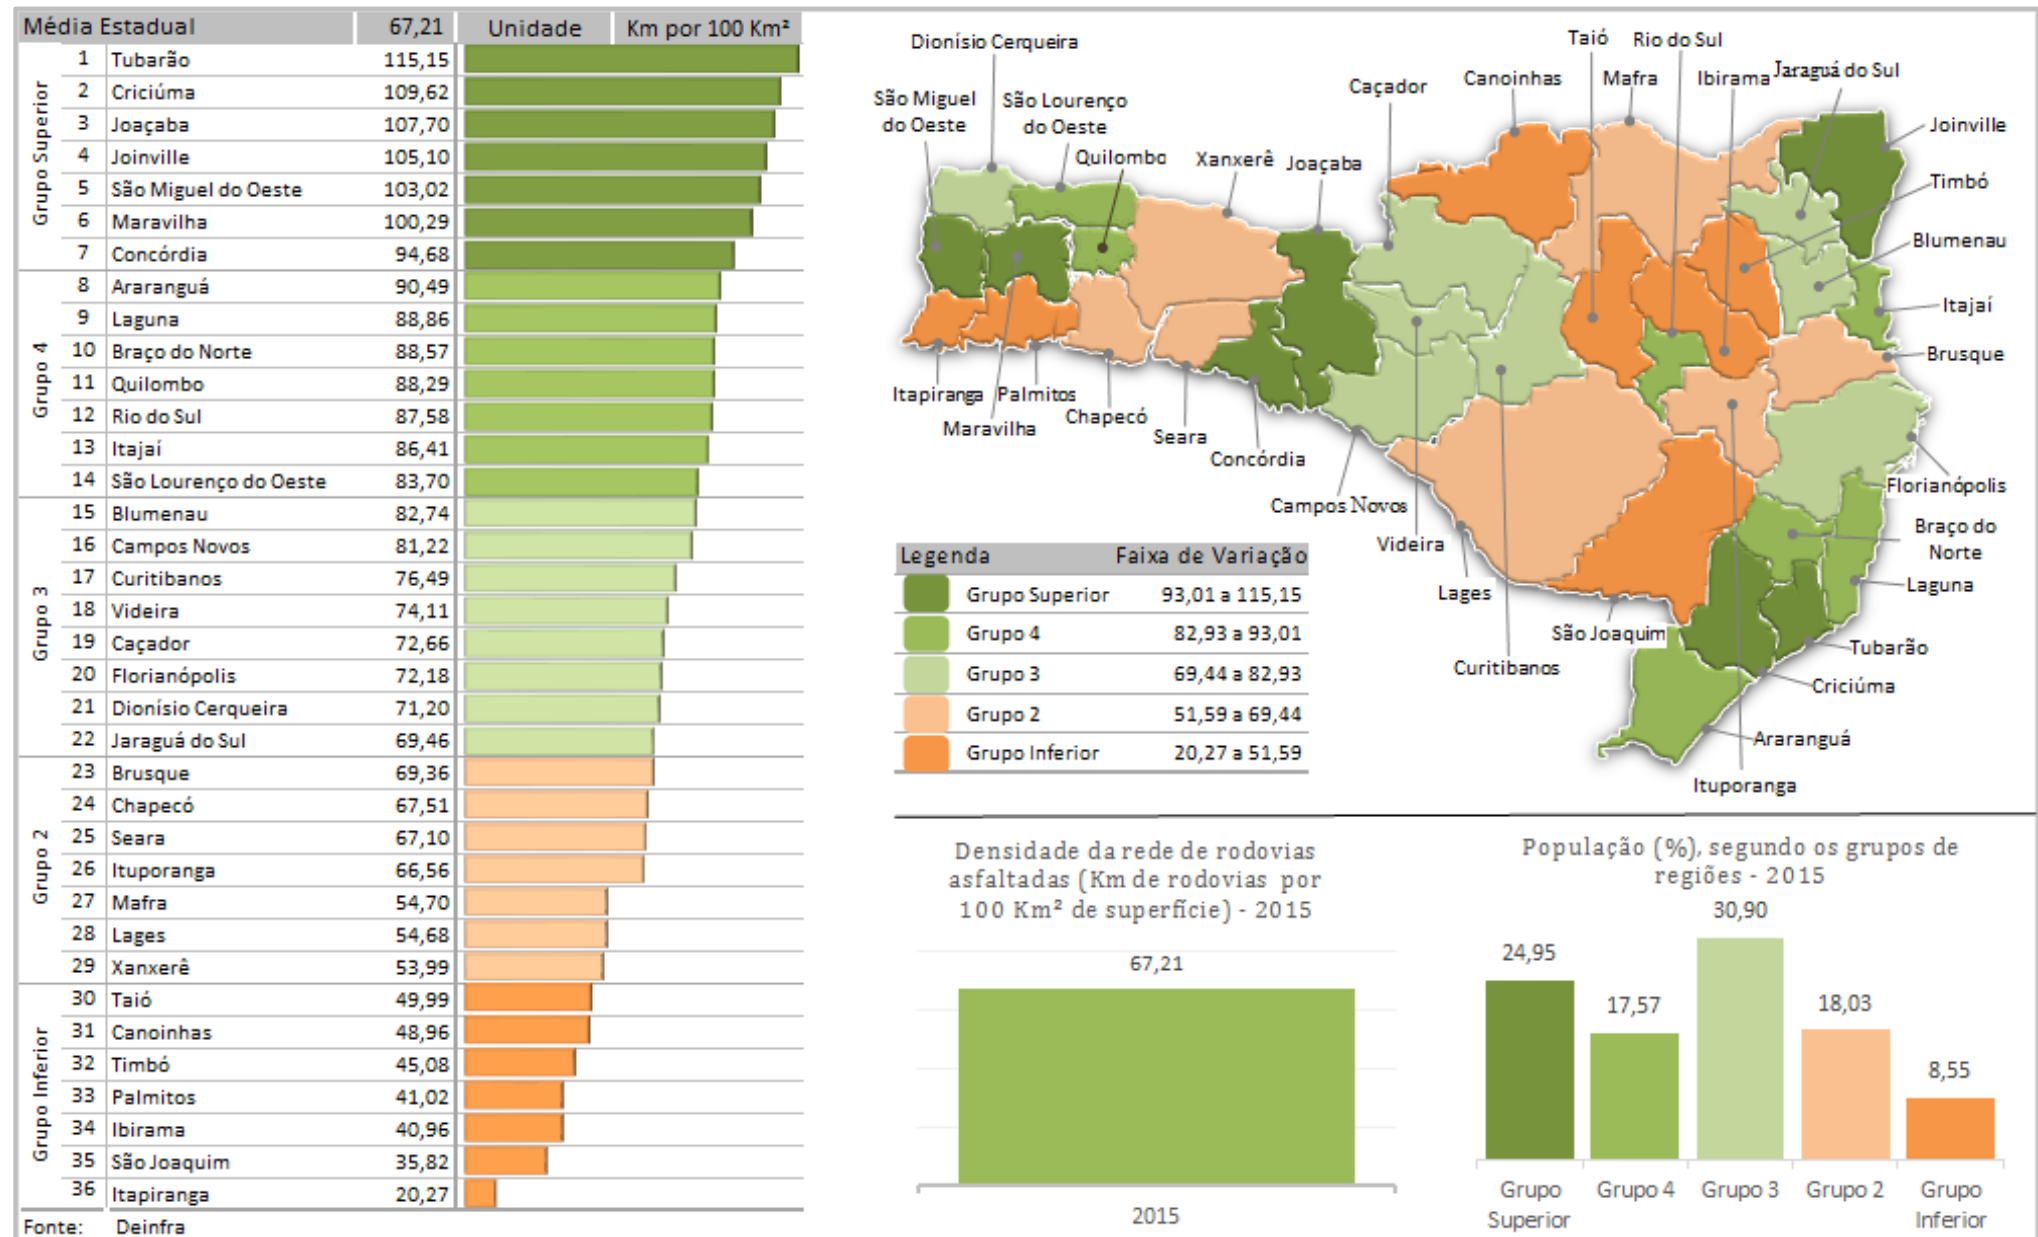 Média Estadual 67,21 Unidade Km por 100 Km²
Grupo Superior
1 Tubarão 115,15
2 Criciúma 109,62
3 Joaçaba 107,70
4 Joinville 105,10
5 São Miguel do Oeste 103,02
6 Maravilha 100,29
7 Concórdia 94,68
Grupo 4
8 Araranguá 90,49
9 Laguna 88,86
10 Braço do Norte 88,57
11 Quilombo 88,29
12 Rio do Sul 87,58
13 Itajaí 86,41
14 São Lourenço do Oeste 83,70
Grupo 3
15 Blumenau 82,74
16 Campos Novos 81,22
17 Curitibanos 76,49
18 Videira 74,11
19 Caçador 72,66
20 Florianópolis 72,18
21 Dionísio Cerqueira 71,20
22 Jaraguá do Sul 69,46
Grupo 2
23 Brusque 69,36
24 Chapecó 67,51
25 Seara 67,10
26 Ituporanga 66,56
27 Mafra 54,70
28 Lages 54,68
29 Xanxerê 53,99
Grupo Inferior
30 Taió 49,99
31 Canoinhas 48,96
32 Timbó 45,08
33 Palmitos 41,02
34 Ibirama 40,96
35 São Joaquim 35,82
36 Itapiranga 20,27
Fonte: Deinfra
Dionísio Cerqueira
São Miguel
do Oeste
São Lourenço
do Oeste
Quilombo
Xanxerê
Joaçaba
Caçador
Canoinhas
Taió
Mafra
Rio do Sul
Ibirama
Jaraguá do Sul
Joinville
Timbó
Blumenau
Itajaí
Brusque
Florianópolis
Braço do
Norte
Laguna
Tubarão
Criciúma
Araranguá
Ituporanga
São Joaquim
Curitibanos
Lages
Videira
Campos Novos
Concórdia
Seara
Chapecó
Maravilha
Palmitos
Itapiranga
Legenda Faixa de Variação
Grupo Superior 93,01 a 115,15
Grupo 4 82,93 a 93,01
Grupo 3 69,44 a 82,93
Grupo 2 51,59 a 69,44
Grupo Inferior 20,27 a 51,59
Densidade da rede de rodovias
asfaltadas (Km de rodovias por
100 Km² de superfície) - 2015
67,21
2015
População (%), segundo os grupos de
regiões - 2015
24,95
17,57
30,90
18,03
8,55
Grupo
Superior
Grupo 4
Grupo 3
Grupo 2
Grupo
Inferior